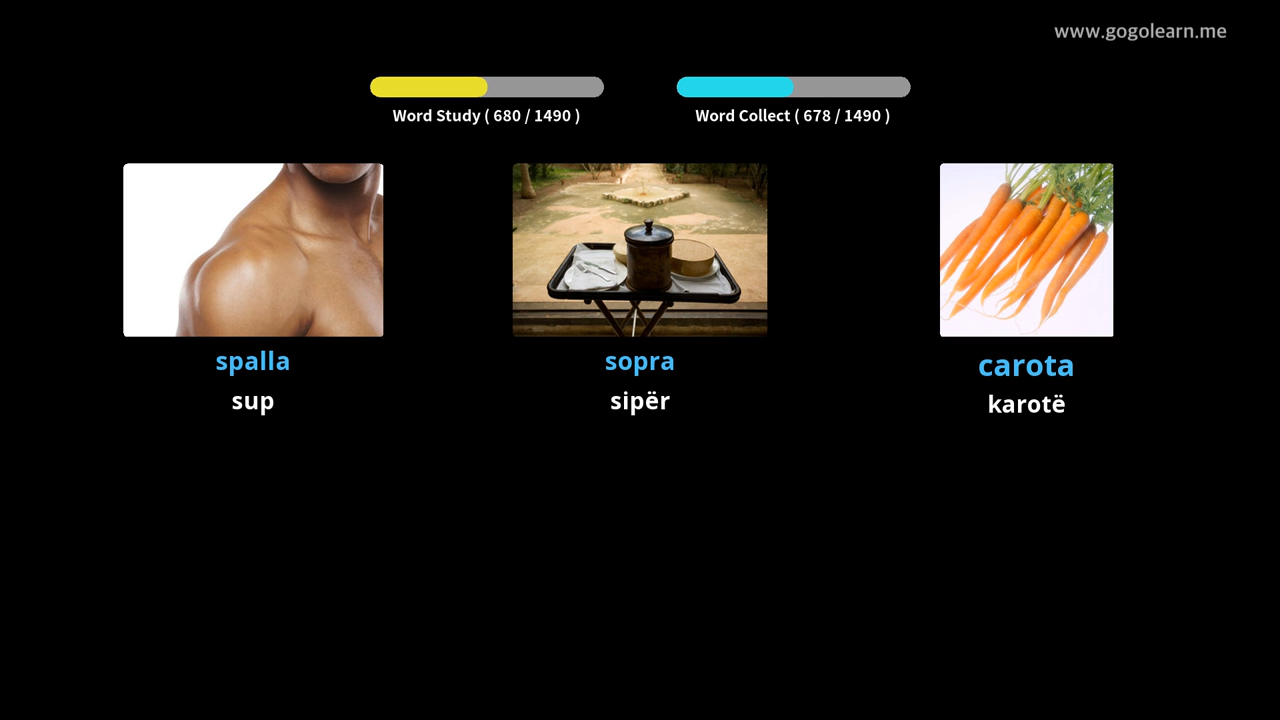 www.gogolearn.me
Word Study ( 680 / 1490 )
Word Collect ( 678 / 1490 )
spalla
sopra
carota
sup
sipër
karotë